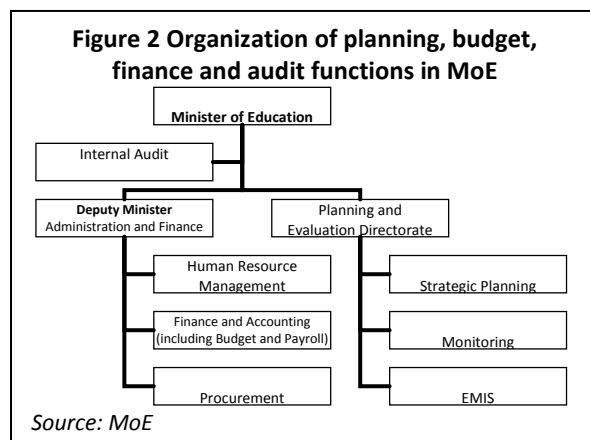 Figure 2 Organization of planning, budget,
finance and audit functions in MoE
Minister of Education
Internal Audit
Deputy Minister
Administration and Finance
Planning and
Evaluation Directorate
Human Resource
Management
Strategic Planning
Finance and Accounting
(including Budget and Payroll)
Monitoring
Procurement
EMIS
Source: MoE